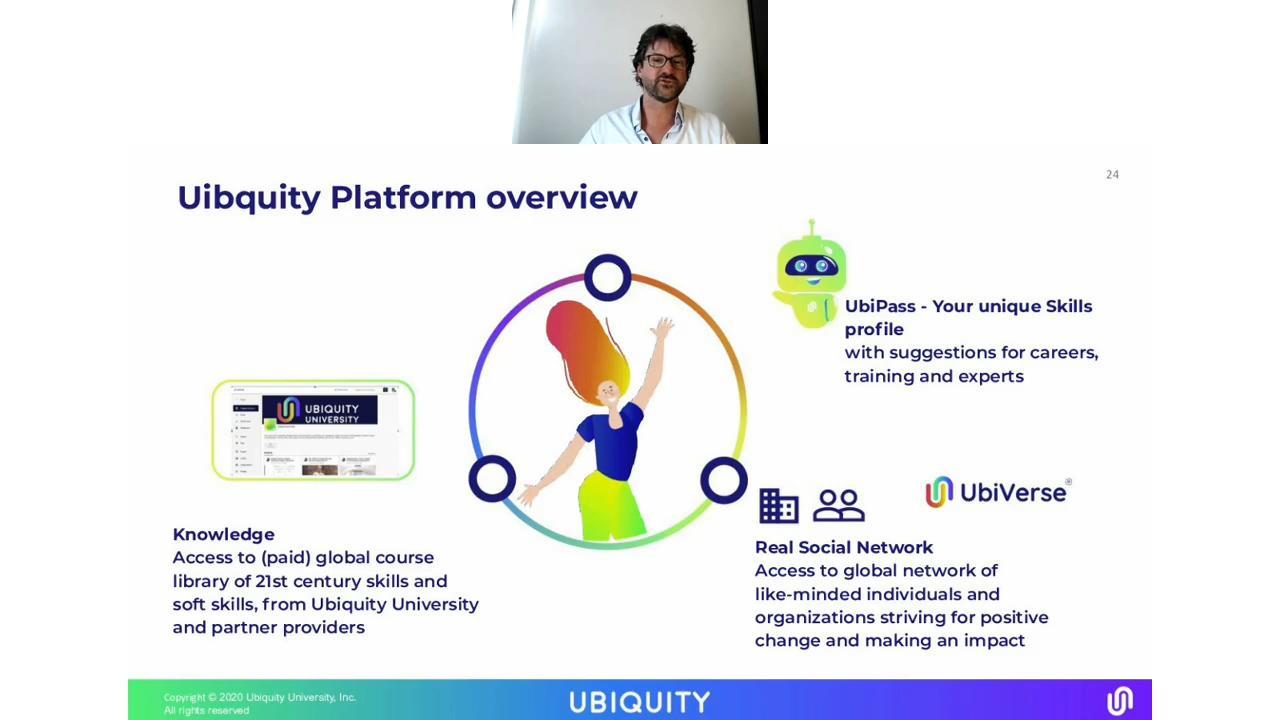 24
Uibquity Platform overview
UbiPass - Your unique Skills
profile
with suggestions for careers,
training and experts
UBIQUITY
UNIVERSITY
UbiVerse®
Knowledge
Access to (paid) global course
library of 21st century skills and
soft skills, from Ubiquity University
and partner providers
Real Social Network
Access to global network of
like-minded individuals and
organizations striving for positive
change and making an impact
Copyright © 2020 Ubiquity University, Inc.
All rights reserved
UBIQUITY